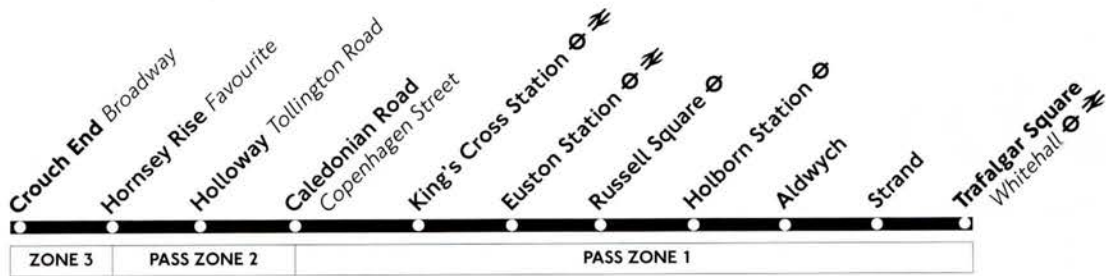 Crouch End Broadway
Hornsey Rise Favourite
Holloway Tollington Road
Caledonian Road
Copenhagen Street
King's Cross Station
Euston Station
Russell Square
Holborn Station
Aldwych
Strand
Trafalgar Square
Whitehall
ZONE 3
PASS ZONE 2
PASS ZONE 1